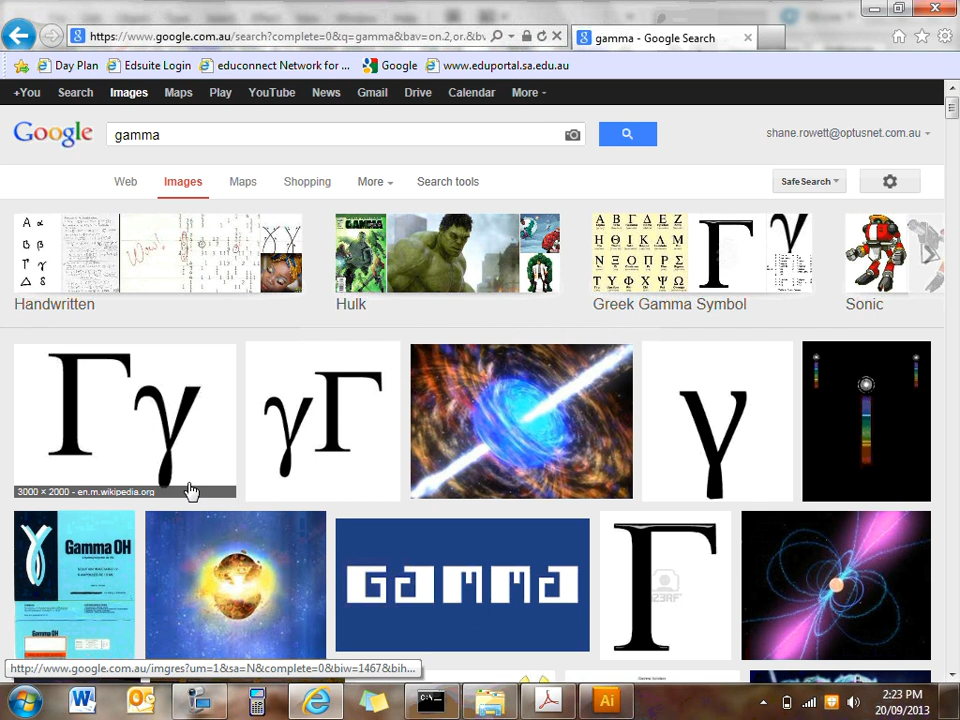 https://www.google.com.au/search?complete=0&q=gamma&bav=on.2,or.&bv
gamma - Google Search
Day Plan
Edsuite Login
educonnect Network for ...
Google
www.eduportal.sa.edu.au
+You Search Images Maps Play YouTube News Gmail Drive Calendar More
Google
gamma
shane.rowett@optusnet.com.au
Web Images Maps Shopping More Search tools
SafeSearch
Α α
Β β
Γ γ
Δ δ
Wow!
Α Β Γ Δ Ε Ζ
Η Θ Ι Κ Λ Μ
Ν Ξ Ο Π Ρ Σ
Τ Υ Φ Χ Ψ Ω
Γ
γ
Handwritten
Hulk
Greek Gamma Symbol
Sonic
Γ γ
γ Γ
γ
3000 × 2000 - en.m.wikipedia.org
Gamma OH
Gamma OH
GAMMA
Γ
123RF
http://www.google.com.au/imgres?um=1&sa=N&complete=0&biw=1467&bih...
2:23 PM
20/09/2013